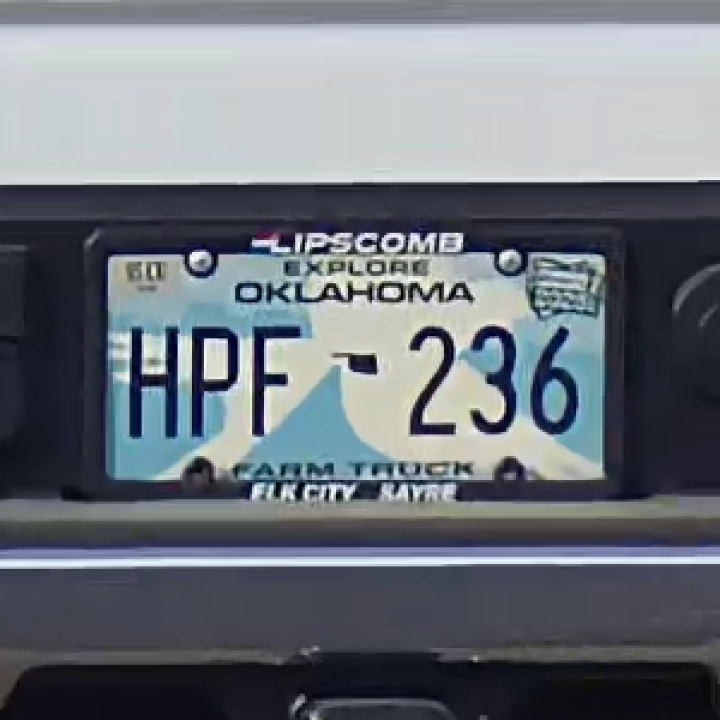 LIPSCOMB
EXPLORE
OKLAHOMA
HPF 236
FARM TRUCK
ELK CITY SAYRE